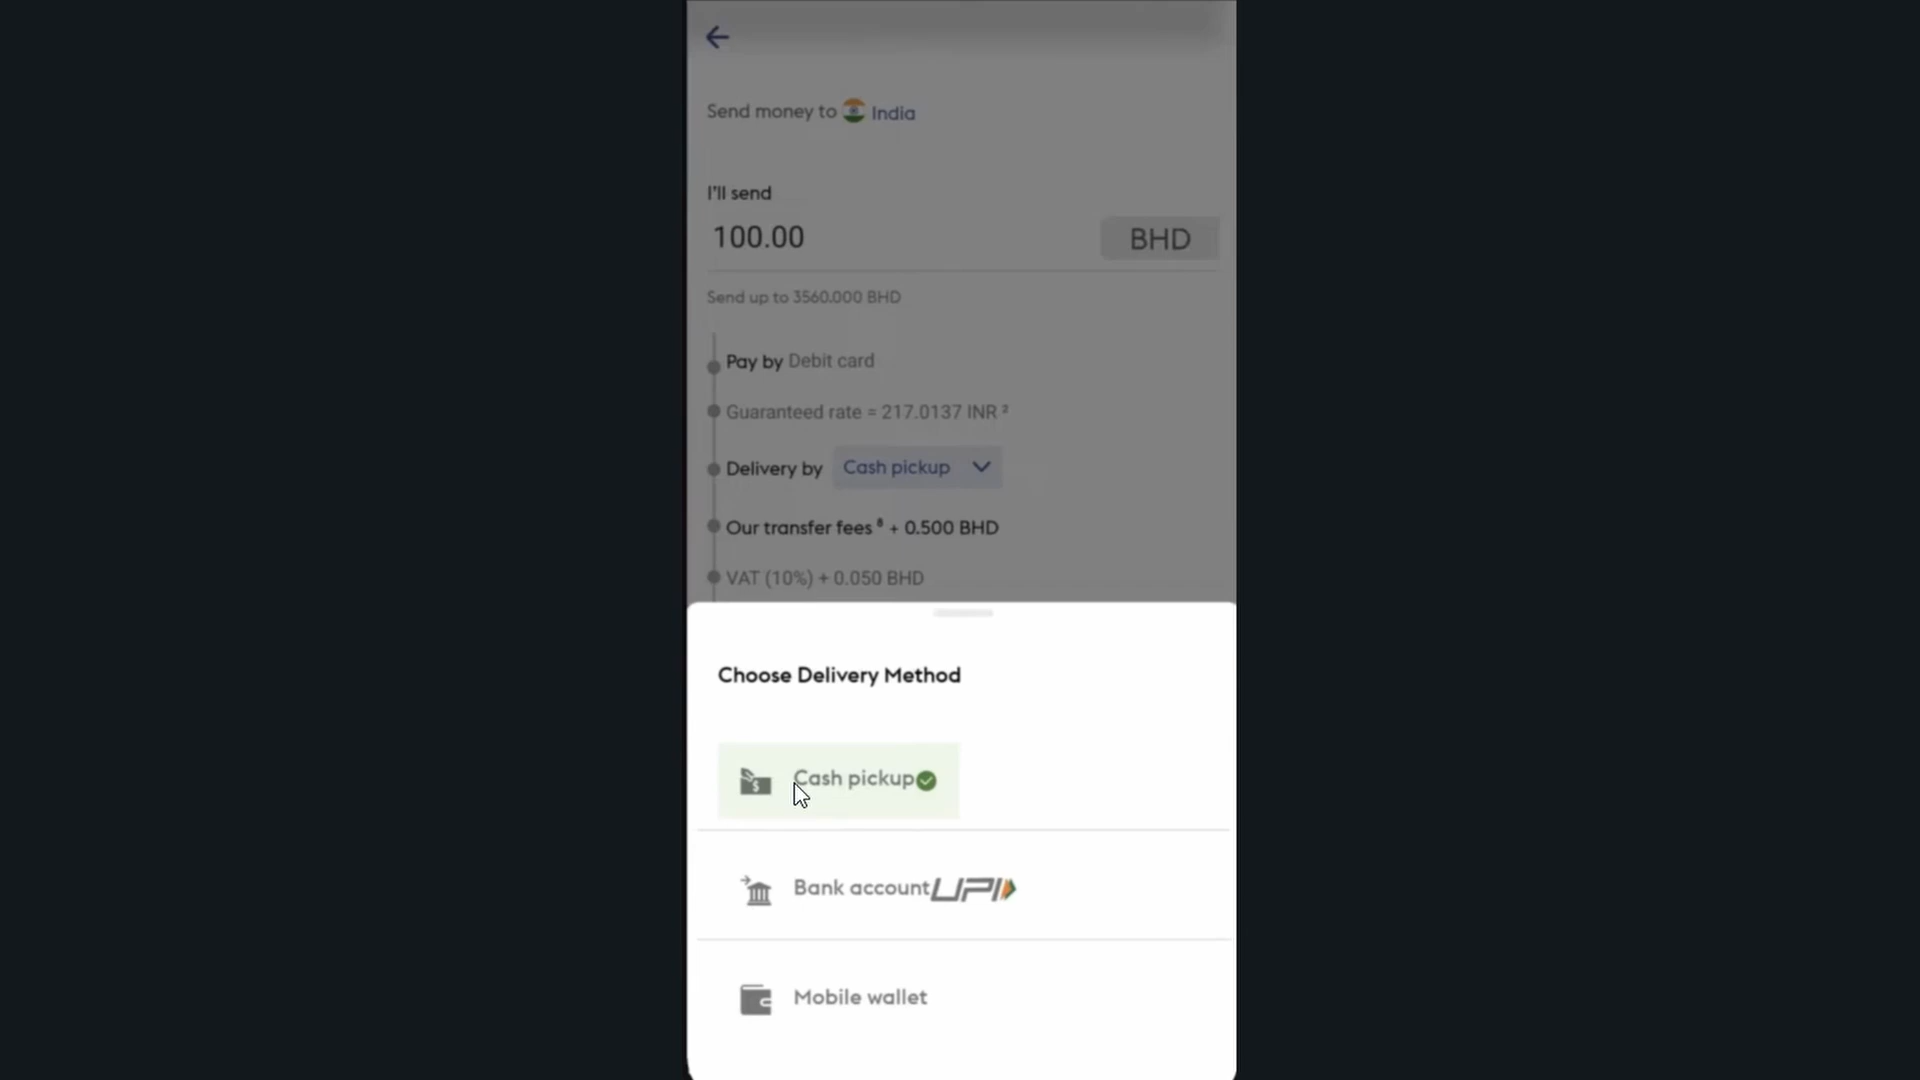 Send money to India
I'll send
100.00 BHD
Send up to 3560.000 BHD
Pay by Debit card
Guaranteed rate = 217.0137 INR ²
Delivery by Cash pickup
Our transfer fees ⁸ + 0.500 BHD
VAT (10%) + 0.050 BHD
Choose Delivery Method
Cash pickup
Bank account UPI
Mobile wallet